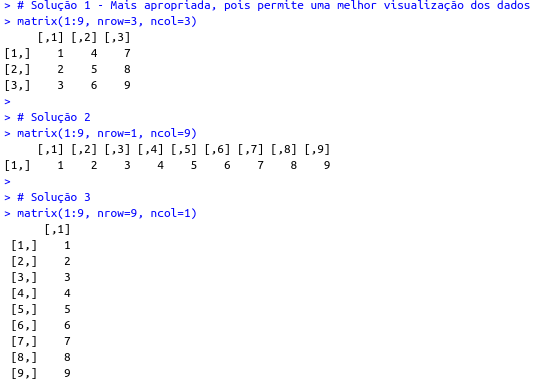 > # Solução 1 - Mais apropriada, pois permite uma melhor visualização dos dados
> matrix(1:9, nrow=3, ncol=3)
     [,1] [,2] [,3]
[1,]    1    4    7
[2,]    2    5    8
[3,]    3    6    9
>
> # Solução 2
> matrix(1:9, nrow=1, ncol=9)
     [,1] [,2] [,3] [,4] [,5] [,6] [,7] [,8] [,9]
[1,]    1    2    3    4    5    6    7    8    9
>
> # Solução 3
> matrix(1:9, nrow=9, ncol=1)
      [,1]
 [1,]    1
 [2,]    2
 [3,]    3
 [4,]    4
 [5,]    5
 [6,]    6
 [7,]    7
 [8,]    8
 [9,]    9